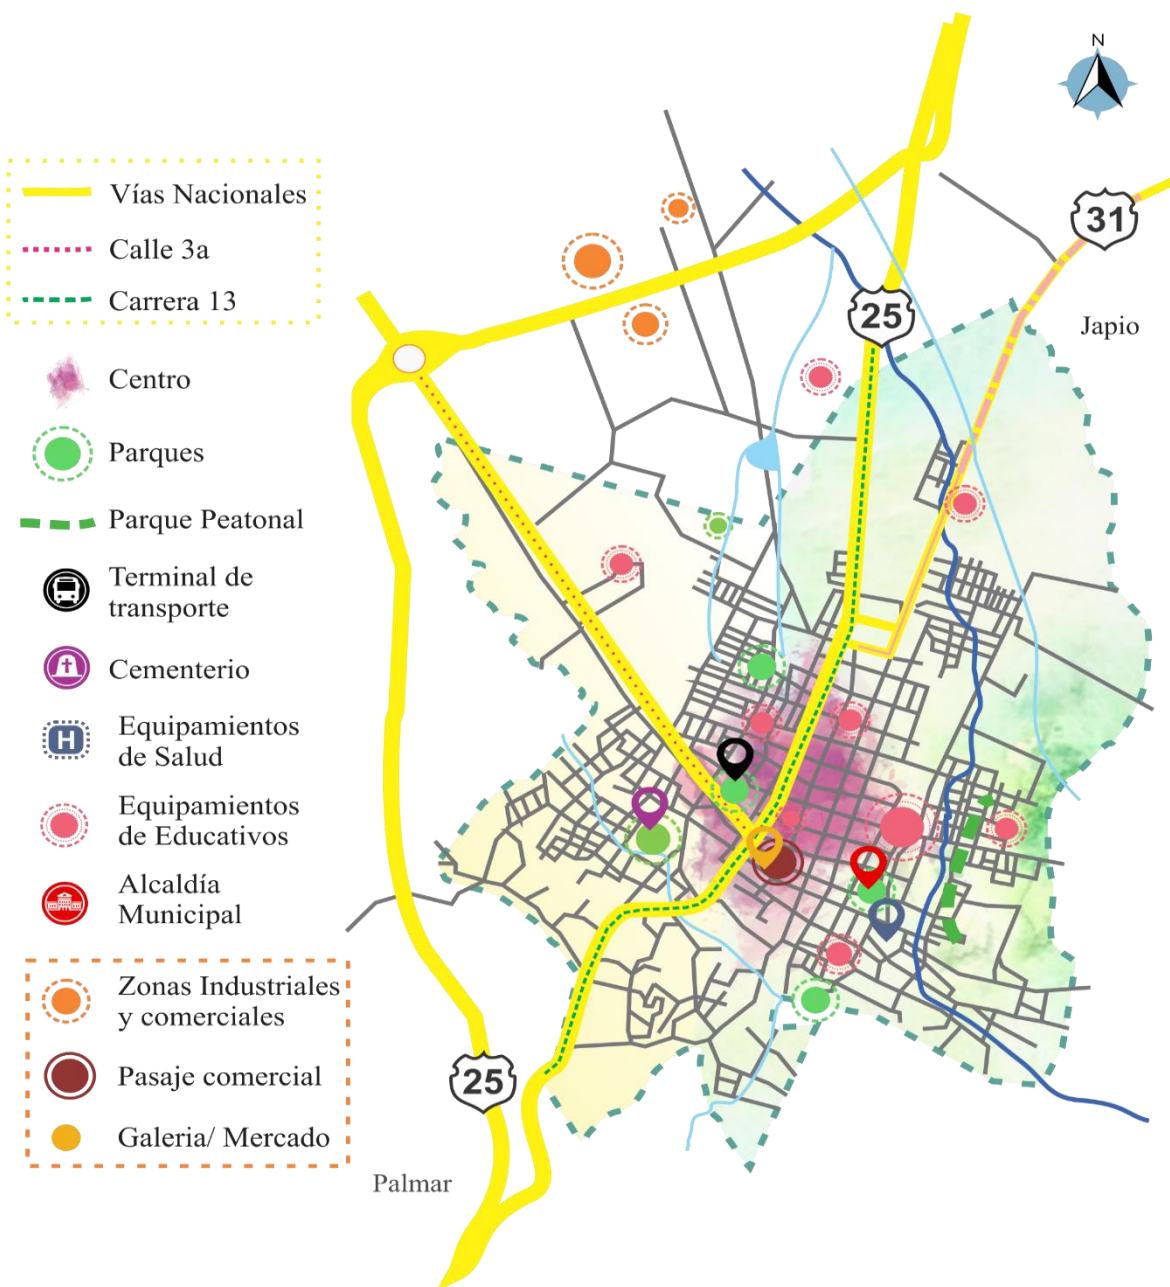 N
31
25
Japio
Vías Nacionales
Calle 3a
Carrera 13
Centro
Parques
Parque Peatonal
Terminal de
transporte
Cementerio
H
Equipamientos
de Salud
Equipamientos
de Educativos
Alcaldía
Municipal
Zonas Industriales
y comerciales
Pasaje comercial
Galeria/ Mercado
25
Palmar